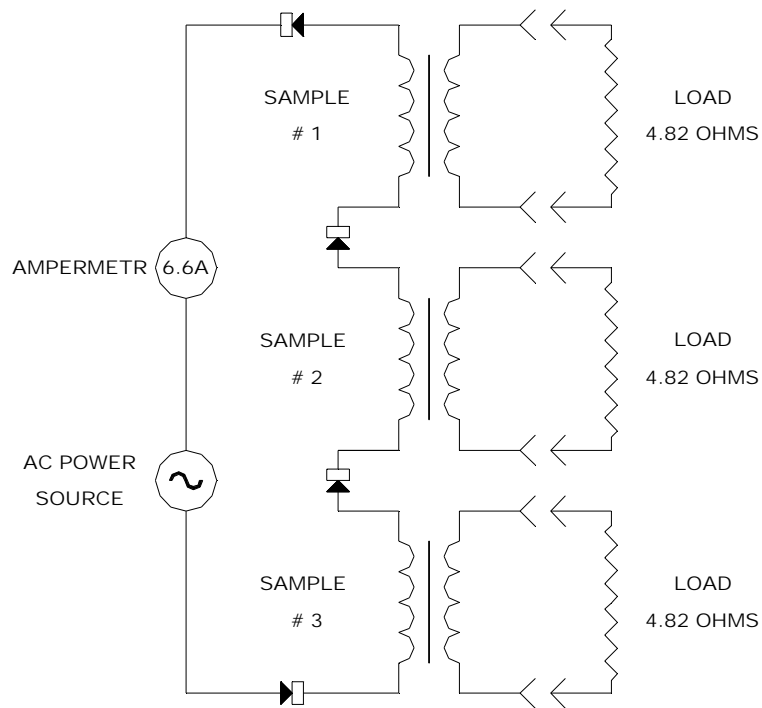 SAMPLE
# 1
LOAD
4.82 OHMS
AMPERMETR
6.6A
SAMPLE
# 2
LOAD
4.82 OHMS
AC POWER
SOURCE
SAMPLE
# 3
LOAD
4.82 OHMS